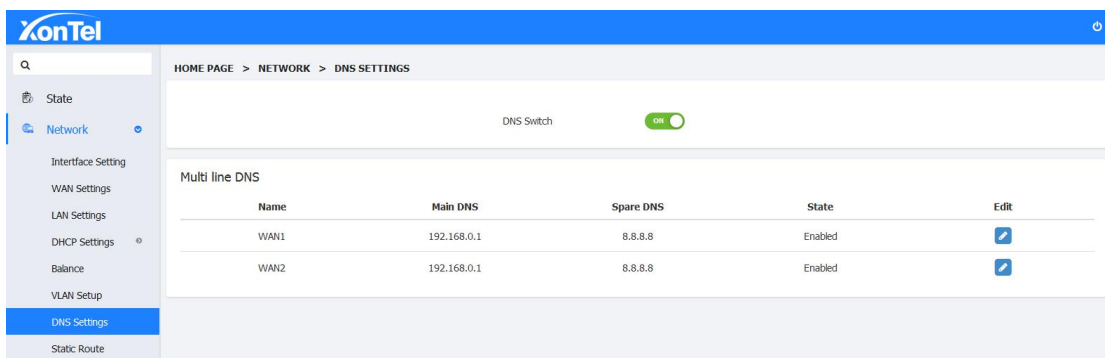 XonTel
HOME PAGE > NETWORK > DNS SETTINGS
State
Network
Intertface Setting
WAN Settings
LAN Settings
DHCP Settings
Balance
VLAN Setup
DNS Settings
Static Route
DNS Switch ON
Multi line DNS
Name Main DNS Spare DNS State Edit
WAN1 192.168.0.1 8.8.8.8 Enabled
WAN2 192.168.0.1 8.8.8.8 Enabled